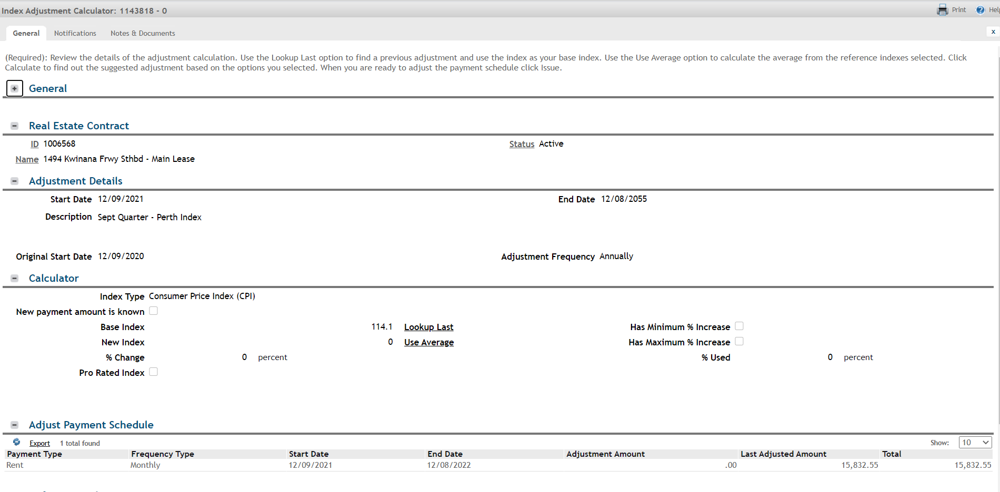 Index Adjustment Calculator: 1143818 - 0
Print Help
General Notifications Notes & Documents
x
(Required): Review the details of the adjustment calculation. Use the Lookup Last option to find a previous adjustment and use the index as your base index. Use the Use Average option to calculate the average from the reference indexes selected. Click
Calculate to find out the suggested adjustment based on the options you selected. When you are ready to adjust the payment schedule click Issue.
General
Real Estate Contract
ID 1006568 Status Active
Name 1494 Kwinana Frwy Sthbd - Main Lease
Adjustment Details
Start Date 12/09/2021 End Date 12/08/2055
Description Sept Quarter - Perth Index
Original Start Date 12/09/2020 Adjustment Frequency Annually
Calculator
Index Type Consumer Price Index (CPI)
New payment amount is known
Base Index 114.1 Lookup Last Has Minimum % Increase
New Index 0 Use Average Has Maximum % Increase
% Change 0 percent % Used 0 percent
Pro Rated Index
Adjust Payment Schedule
Export 1 total found Show: 10
Payment Type Frequency Type Start Date End Date Adjustment Amount Last Adjusted Amount Total
Rent Monthly 12/09/2021 12/08/2022 .00 15,832.55 15,832.55